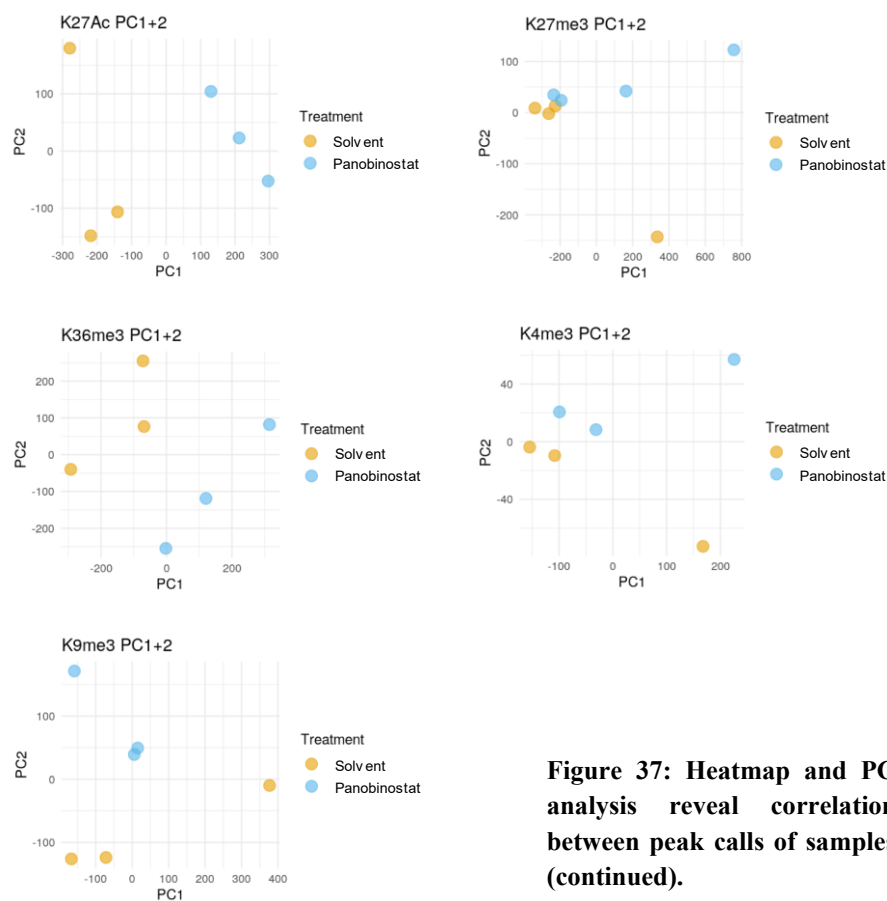 K27Ac PC1+2
PC2
100
0
-100
-300 -200 -100 0 100 200 300
PC1
Treatment
Solvent
Panobinostat
K27me3 PC1+2
PC2
100
0
-100
-200
-200 0 200 400 600 800
PC1
Treatment
Solvent
Panobinostat
K36me3 PC1+2
PC2
200
100
0
-100
-200
-200 0 200
PC1
Treatment
Solvent
Panobinostat
K4me3 PC1+2
PC2
40
0
-40
-100 0 100 200
PC1
Treatment
Solvent
Panobinostat
K9me3 PC1+2
PC2
100
0
-100
-100 0 100 200 300 400
PC1
Treatment
Solvent
Panobinostat
Figure 37: Heatmap and PC
analysis reveal correlation
between peak calls of samples
(continued).